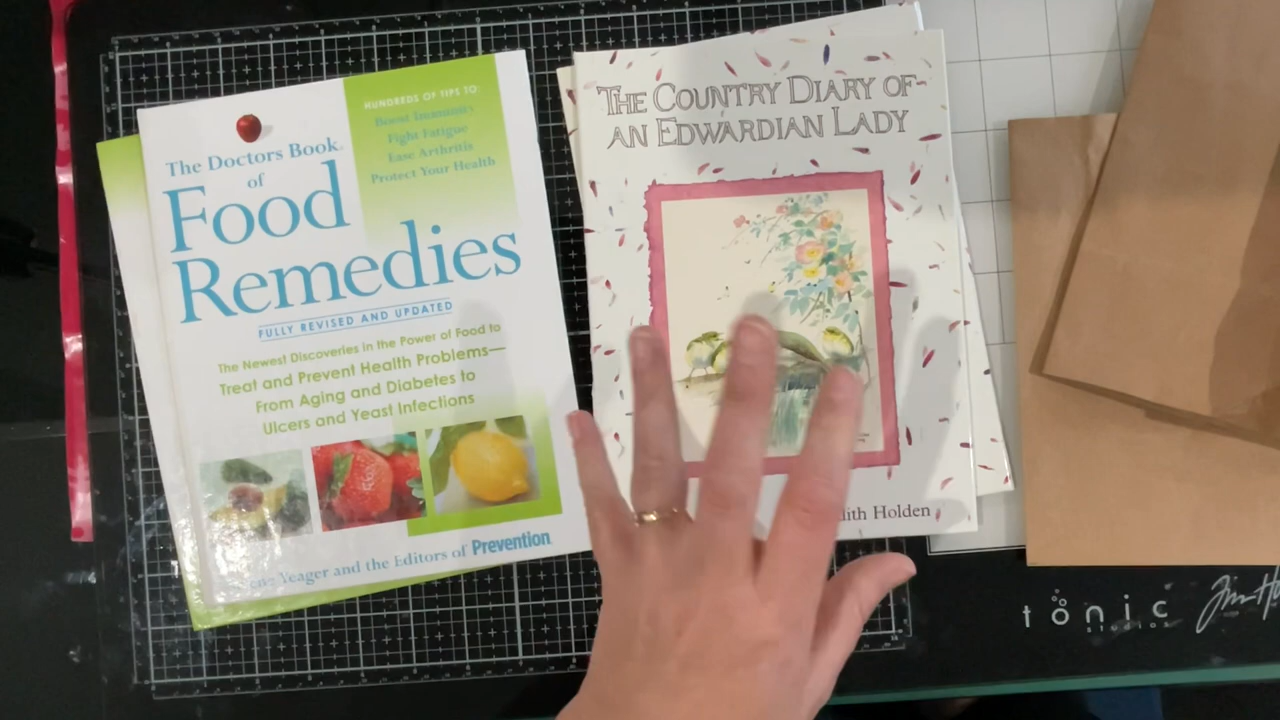 HUNDREDS OF TIPS TO:
Boost Immunity
Fight Fatigue
Ease Arthritis
Protect Your Health
The Doctors Book
of
Food
Remedies
FULLY REVISED AND UPDATED
The Newest Discoveries in the Power of Food to
Treat and Prevent Health Problems—
From Aging and Diabetes to
Ulcers and Yeast Infections
Yeager and the Editors of Prevention
THE COUNTRY DIARY OF
AN EDWARDIAN LADY
Holden
tonic
STUDIOS
Tim